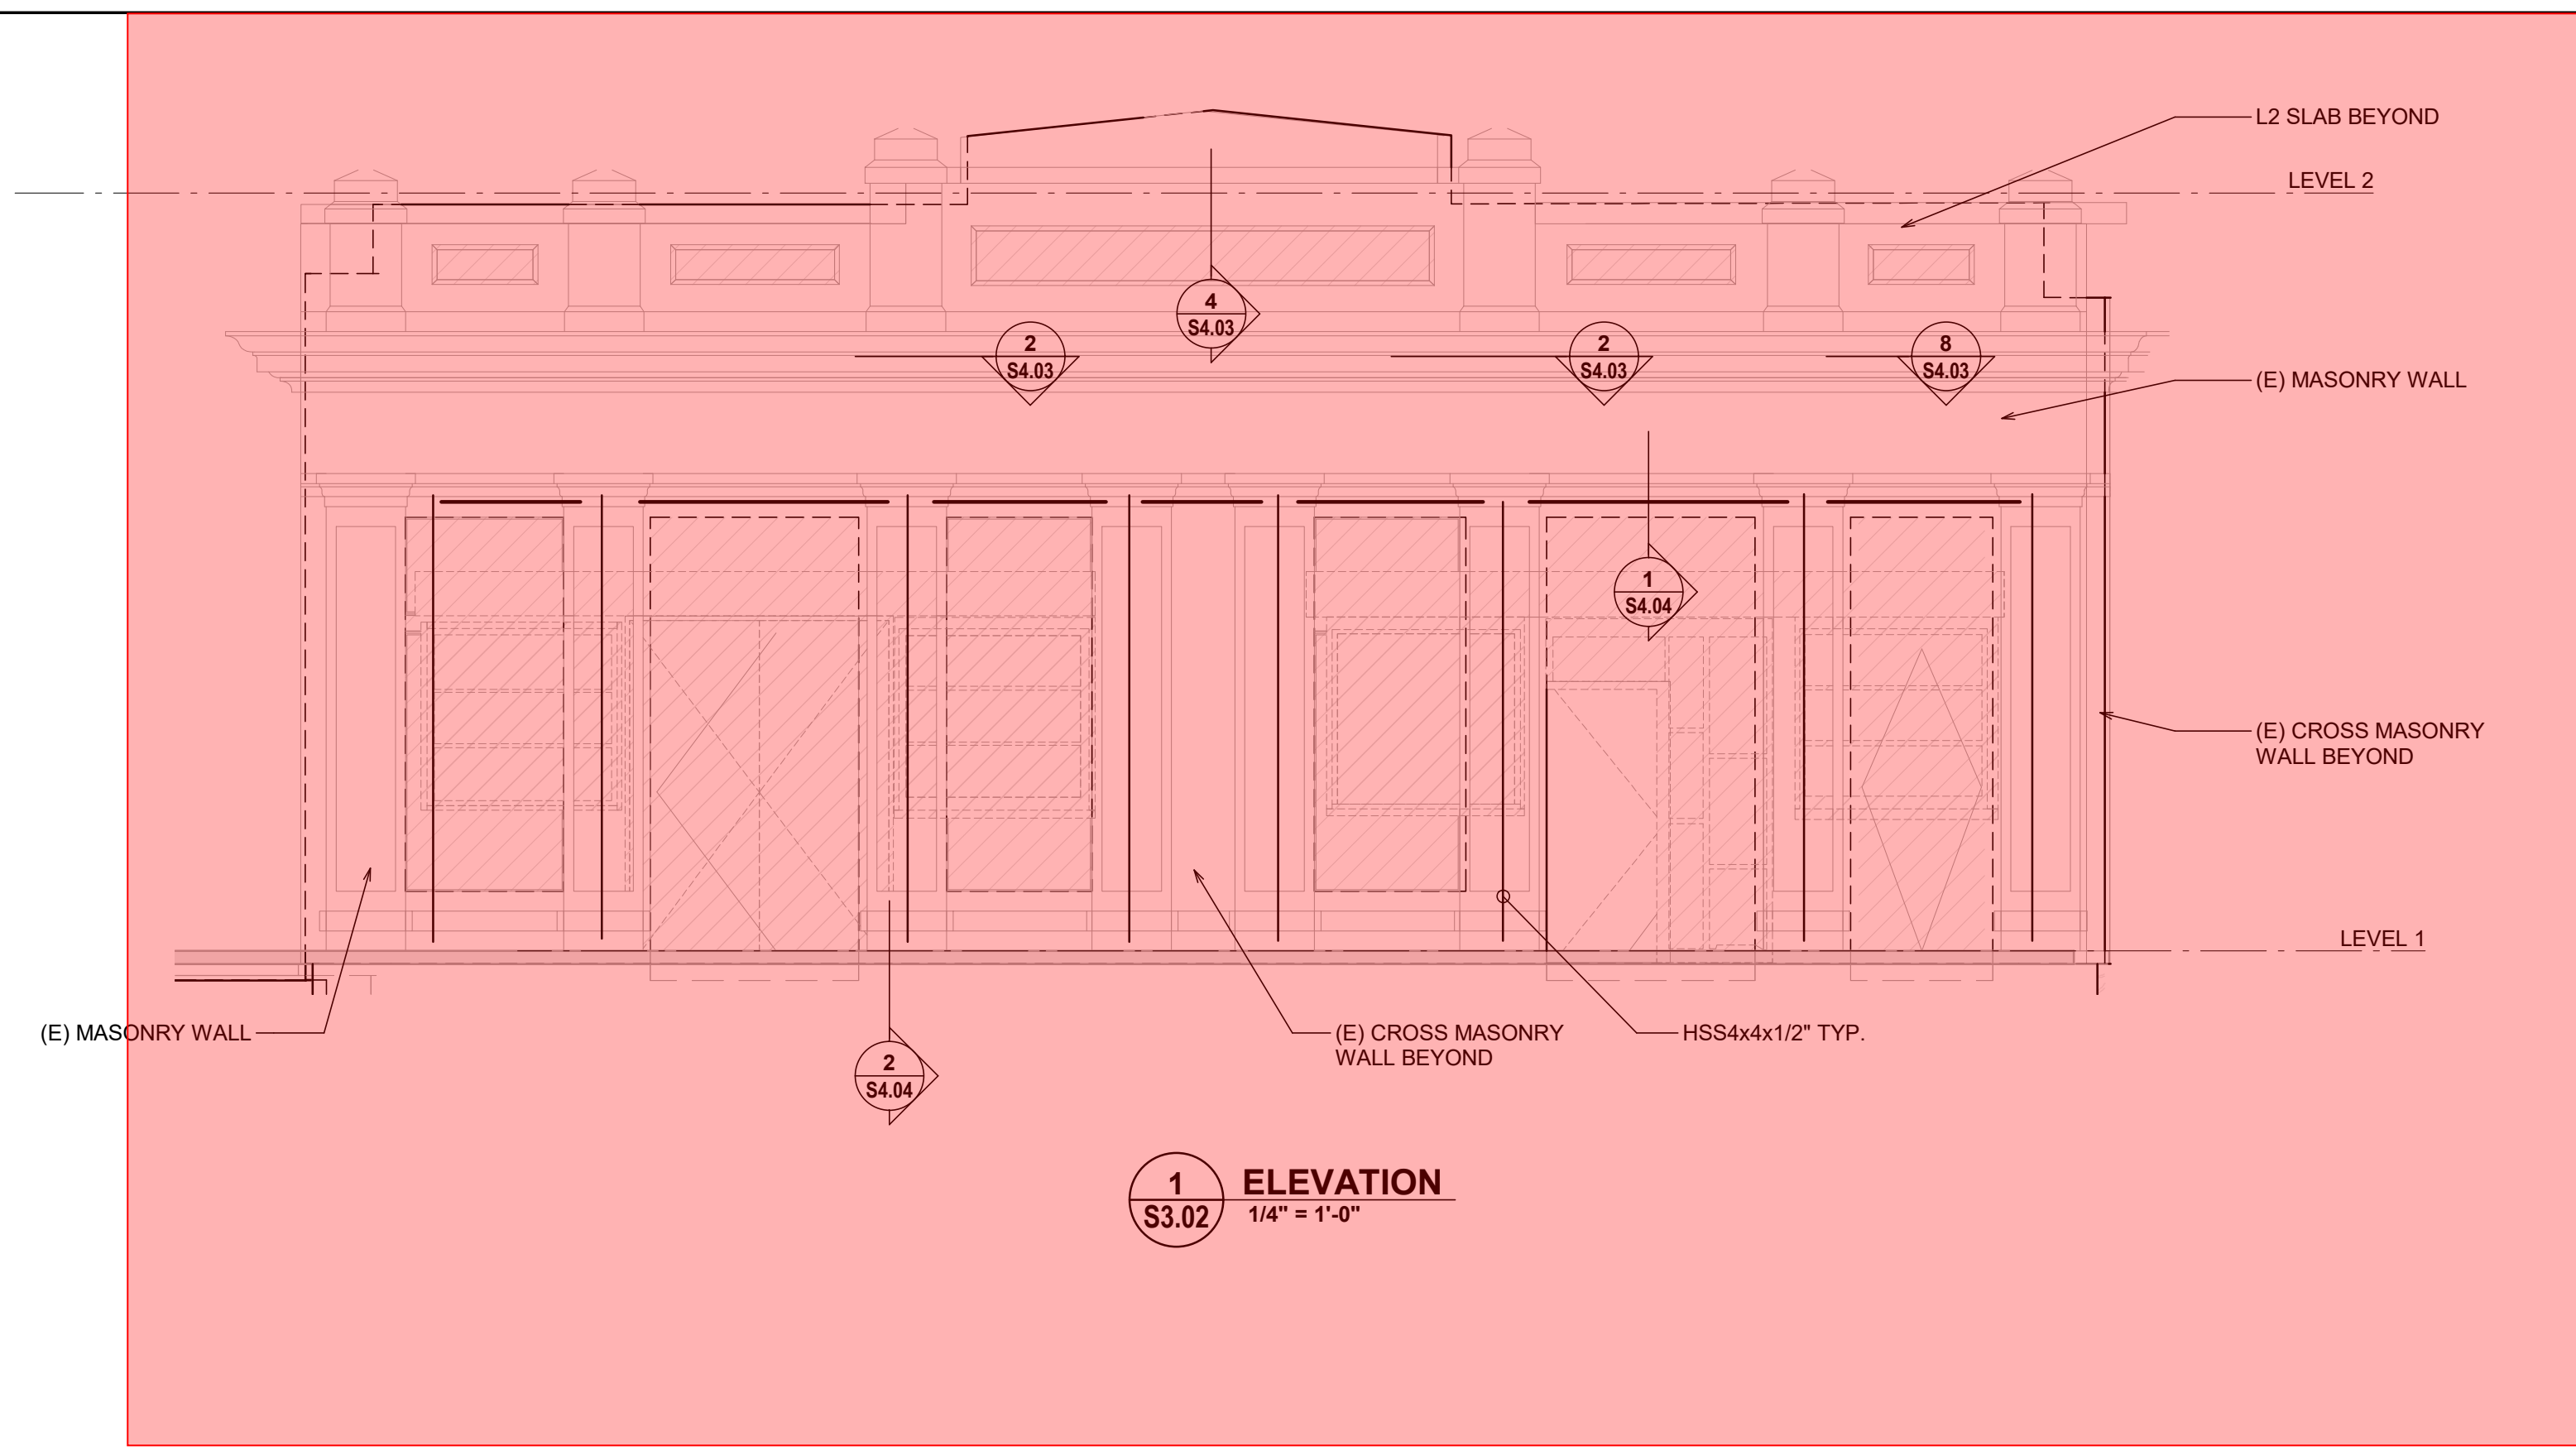 L2 SLAB BEYOND
LEVEL 2
4
S4.03
2
S4.03
2
S4.03
8
S4.03
(E) MASONRY WALL
1
S4.04
(E) CROSS MASONRY
WALL BEYOND
LEVEL 1
(E) MASONRY WALL
(E) CROSS MASONRY
WALL BEYOND
HSS4x4x1/2" TYP.
2
S4.04
1
S3.02
ELEVATION
1/4" = 1'-0"